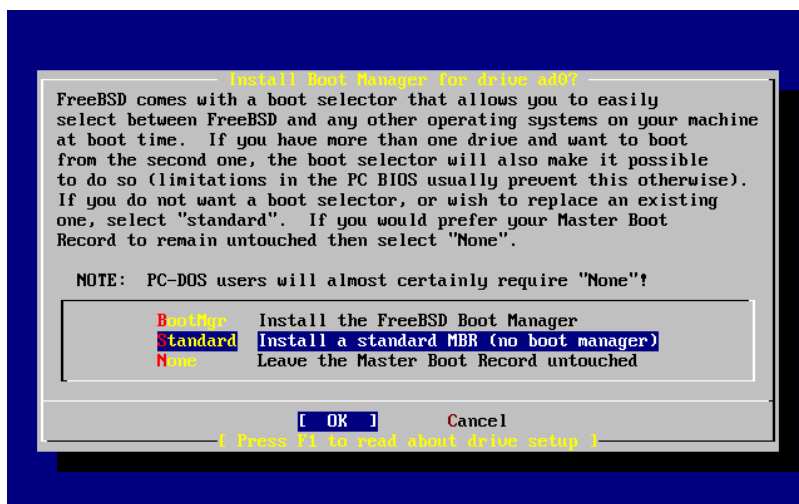 Install Boot Manager for drive ad0?
FreeBSD comes with a boot selector that allows you to easily
select between FreeBSD and any other operating systems on your machine
at boot time.  If you have more than one drive and want to boot
from the second one, the boot selector will also make it possible
to do so (limitations in the PC BIOS usually prevent this otherwise).
If you do not want a boot selector, or wish to replace an existing
one, select "standard".  If you would prefer your Master Boot
Record to remain untouched then select "None".
NOTE:  PC-DOS users will almost certainly require "None"!
BootMgr  Install the FreeBSD Boot Manager
Standard  Install a standard MBR (no boot manager)
None  Leave the Master Boot Record untouched
[  OK  ]  Cancel
[ Press F1 to read about drive setup ]